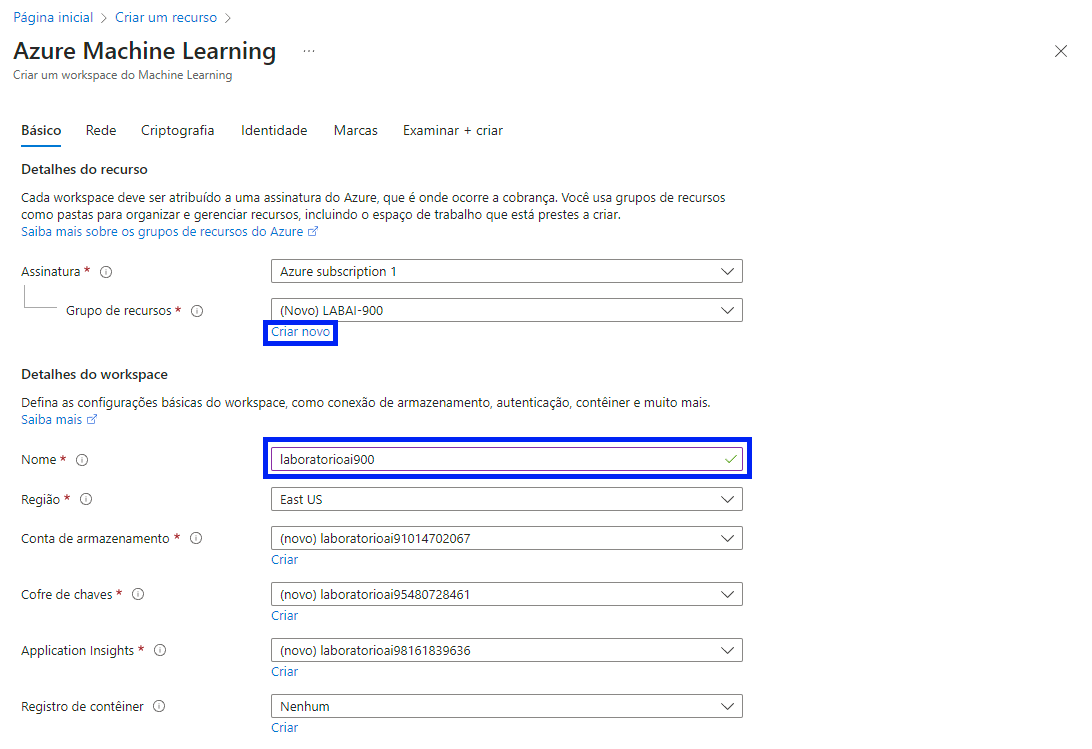 Página inicial > Criar um recurso >
Azure Machine Learning ...
Criar um workspace do Machine Learning
Básico Rede Criptografia Identidade Marcas Examinar + criar
Detalhes do recurso
Cada workspace deve ser atribuído a uma assinatura do Azure, que é onde ocorre a cobrança. Você usa grupos de recursos
como pastas para organizar e gerenciar recursos, incluindo o espaço de trabalho que está prestes a criar.
Saiba mais sobre os grupos de recursos do Azure
Assinatura * Azure subscription 1
Grupo de recursos * (Novo) LABAI-900
Criar novo
Detalhes do workspace
Defina as configurações básicas do workspace, como conexão de armazenamento, autenticação, contêiner e muito mais.
Saiba mais
Nome * laboratorioai900
Região * East US
Conta de armazenamento * (novo) laboratorioai91014702067
Criar
Cofre de chaves * (novo) laboratorioai95480728461
Criar
Application Insights * (novo) laboratorioai98161839636
Criar
Registro de contêiner Nenhum
Criar